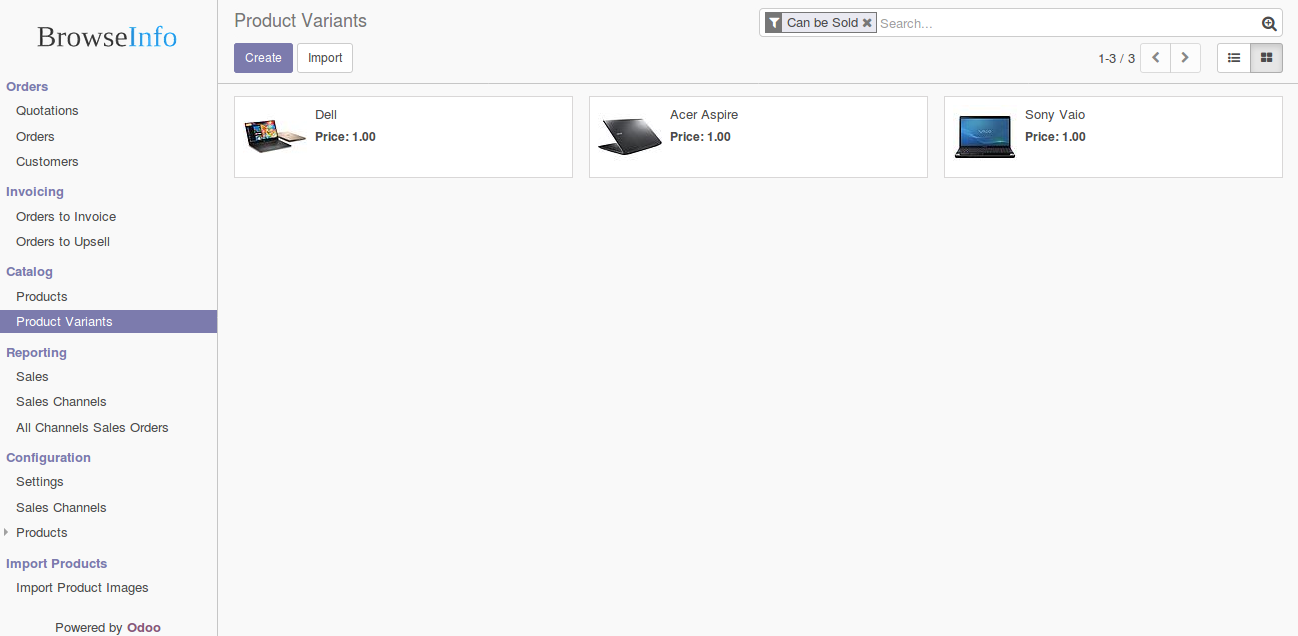 BrowseInfo
Orders
Quotations
Orders
Customers
Invoicing
Orders to Invoice
Orders to Upsell
Catalog
Products
Product Variants
Reporting
Sales
Sales Channels
All Channels Sales Orders
Configuration
Settings
Sales Channels
Products
Import Products
Import Product Images
Powered by Odoo
Product Variants
Can be Sold Search...
Create Import
1-3 / 3
Dell
Price: 1.00
Acer Aspire
Price: 1.00
Sony Vaio
Price: 1.00
VAIO